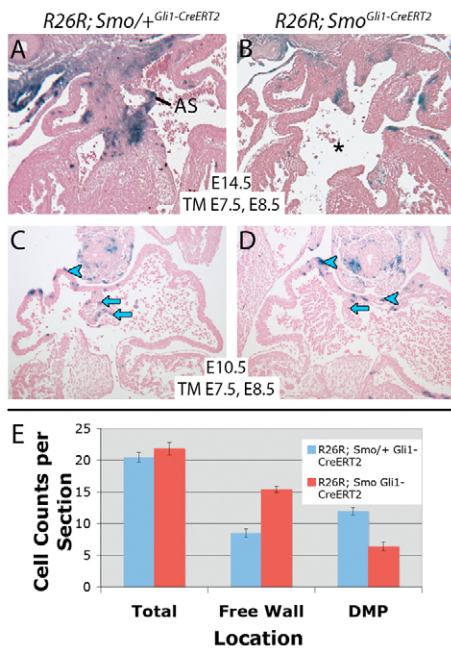 R26R; Smo/+Gli1-CreERT2
R26R; SmoGli1-CreERT2
A
AS
B
*
E14.5
TM E7.5, E8.5
C
D
E10.5
TM E7.5, E8.5
E
Cell Counts per
Section
25
20
15
10
5
0
R26R; Smo/+ Gli1-
CreERT2
R26R; Smo Gli1-
CreERT2
Total
Free Wall
DMP
Location